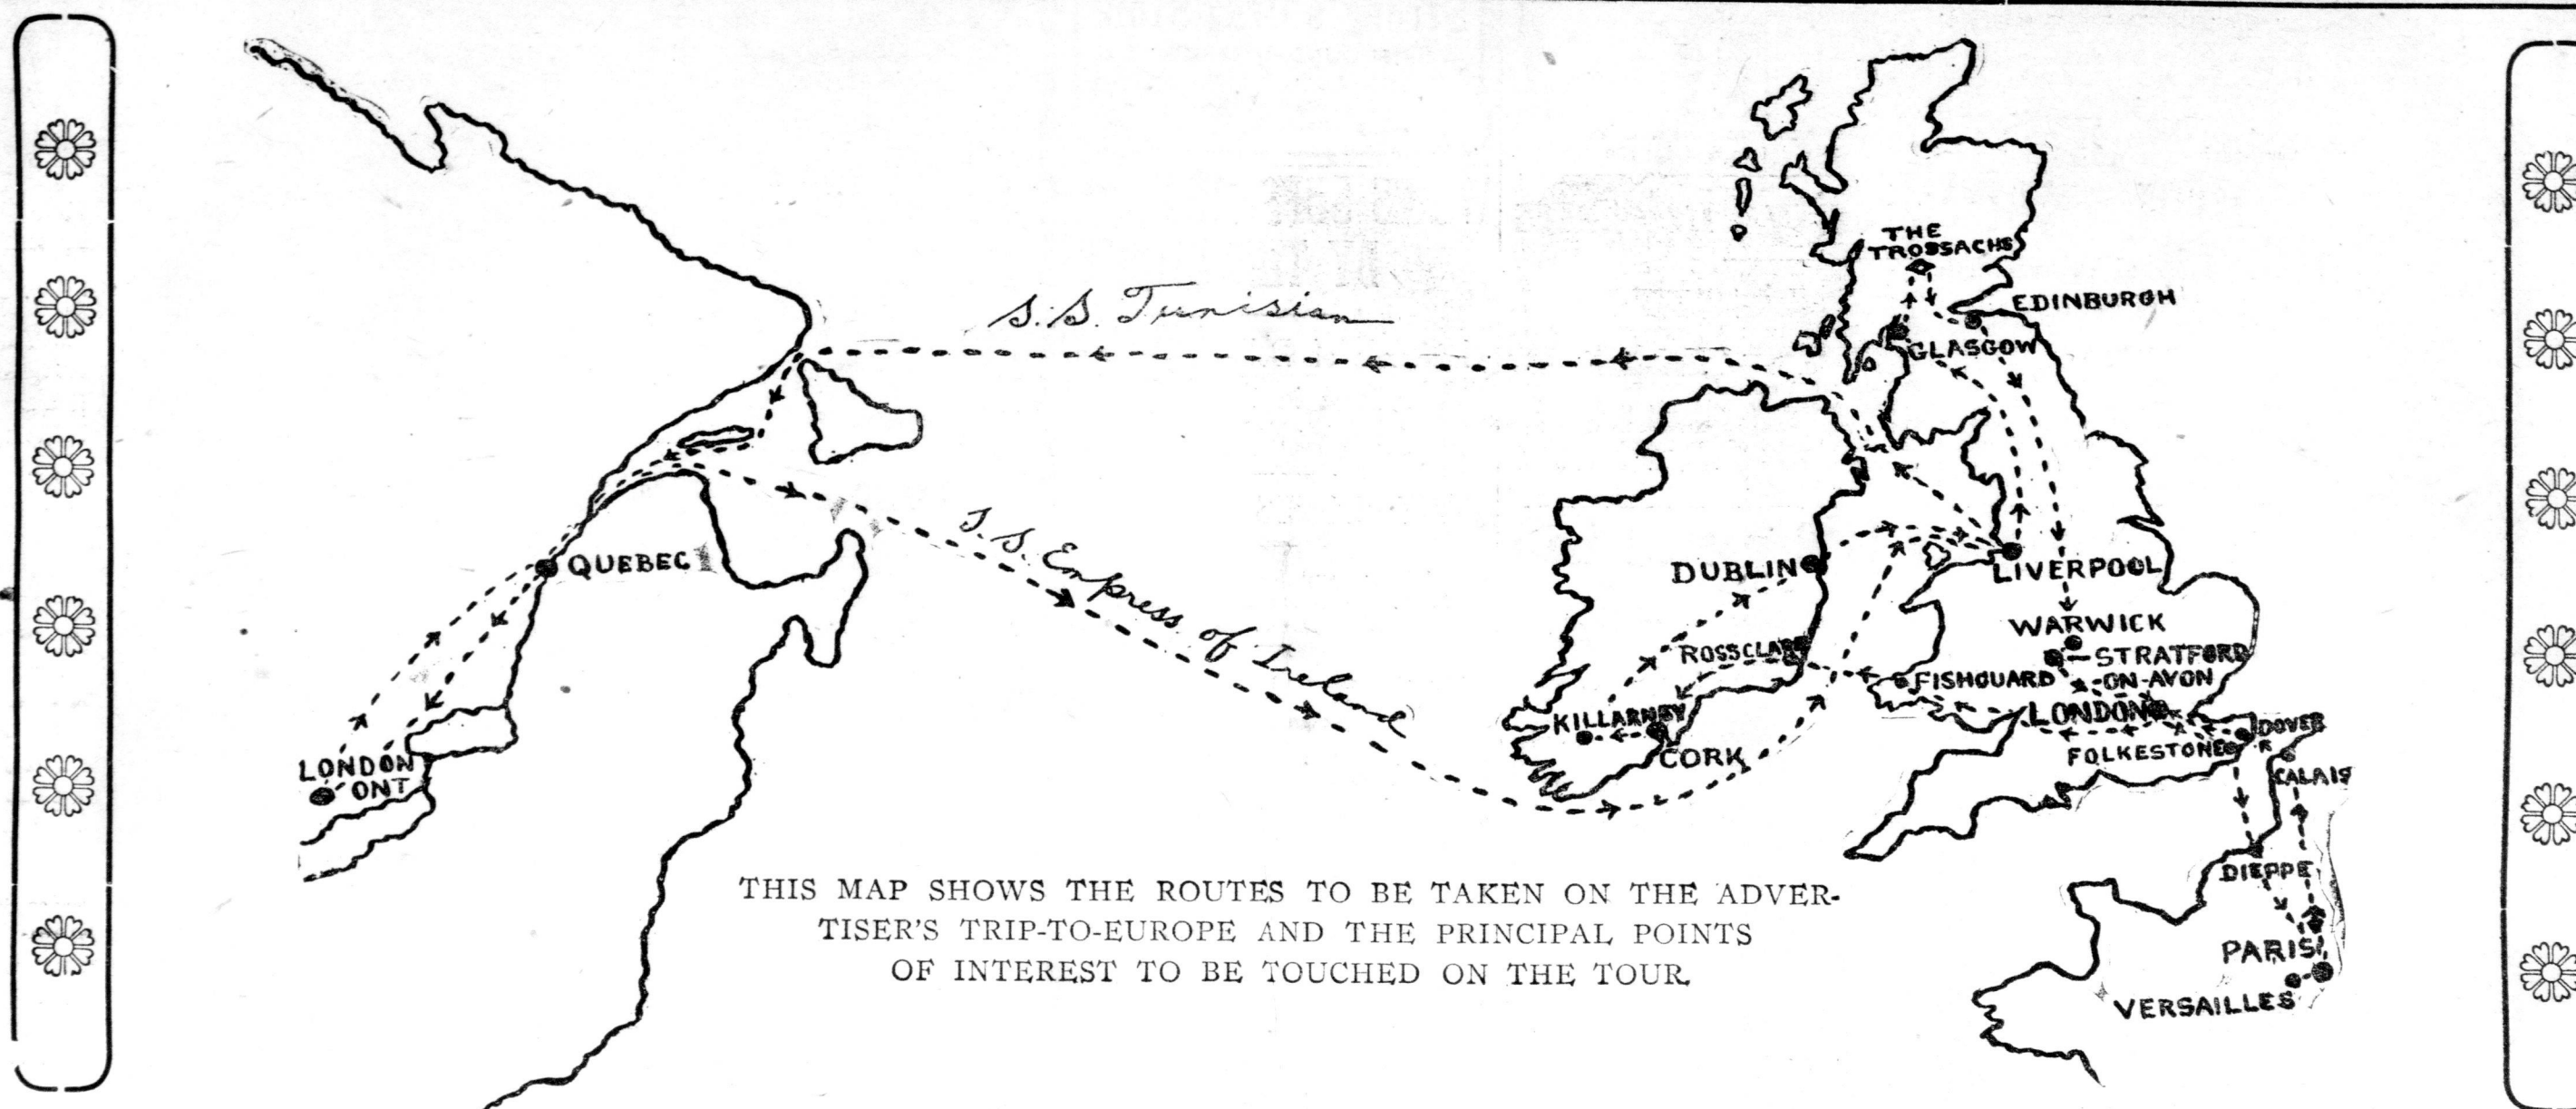 THE
TROSSACHS
EDINBURGH
S.S. Tunisian
GLASGOW
S.S. Empress of Ireland
QUEBEC
DUBLIN
LIVERPOOL
WARWICK
ROSSCLARE
STRATFORD
FISHGUARD
-ON-AVON
KILLARNEY
LONDON
DOVER
FOLKESTONE
CORK
LONDON
ONT
CALAIS
DIEPPE
PARIS
VERSAILLES
THIS MAP SHOWS THE ROUTES TO BE TAKEN ON THE ADVER-
TISER'S TRIP-TO-EUROPE AND THE PRINCIPAL POINTS
OF INTEREST TO BE TOUCHED ON THE TOUR.